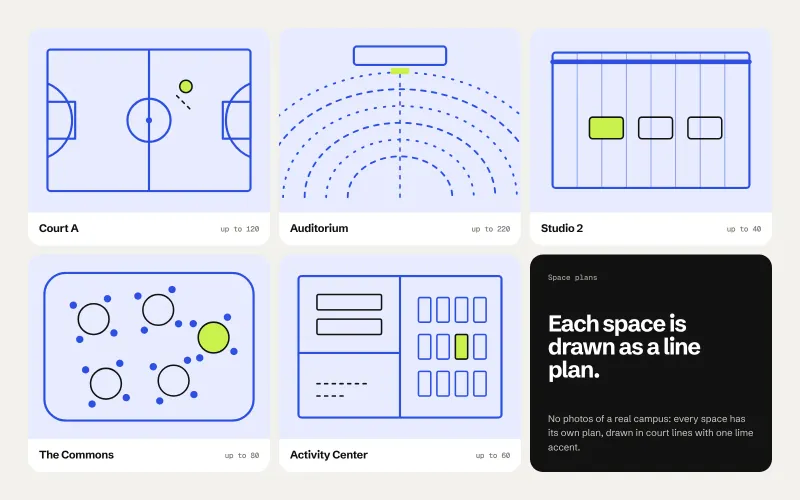 Court A
up to 120
Auditorium
up to 220
Studio 2
up to 40
The Commons
up to 80
Activity Center
up to 60
Space plans
Each space is
drawn as a line
plan.
No photos of a real campus: every space has
its own plan, drawn in court lines with one lime
accent.